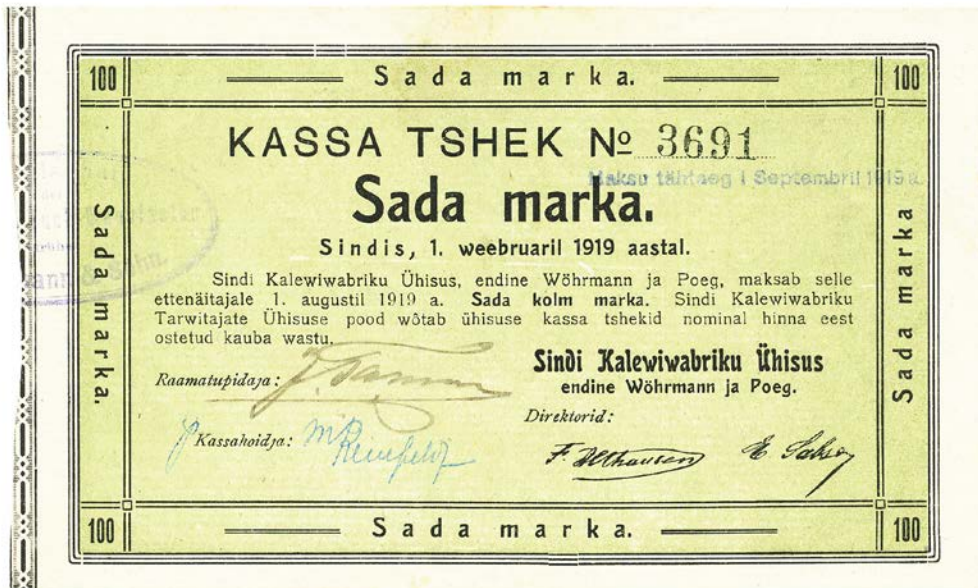 100 Sada marka. 100
KASSA TSHEK № 3691
Maksu tähtaeg 1 Septembril 1919 a.
Sada marka.
Sindis, 1. weebruaril 1919 aastal.
Sindi Kalewiwabriku Ühisus, endine Wöhrmann ja Poeg, maksab selle
ettenäitajale 1. augustil 1919 a. Sada kolm marka. Sindi Kalewiwabriku
Tarwitajate Ühisuse pood wõtab ühisuse kassa tshekid nominal hinna eest
ostetud kauba wastu.
Sindi Kalewiwabriku Ühisus
endine Wöhrmann ja Poeg.
Raamatupidaja:
Direktorid:
Kassahoidja:
Sada marka.
Sada marka
100 Sada marka. 100